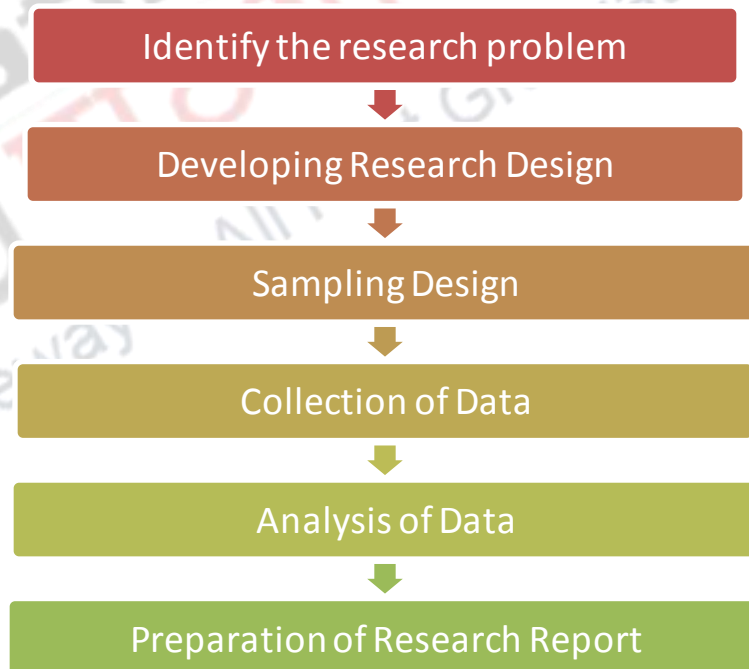 Identify the research problem
Developing Research Design
Sampling Design
Collection of Data
Analysis of Data
Preparation of Research Report